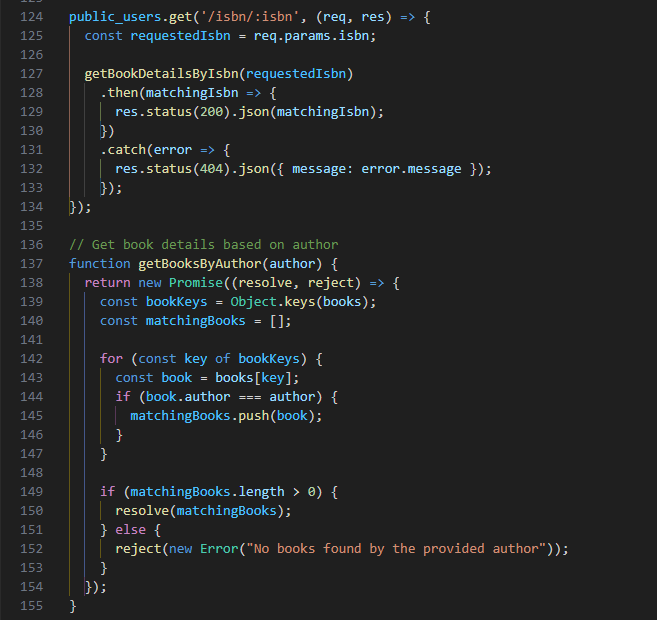 124 public_users.get('/isbn/:isbn', (req, res) => {
125   const requestedIsbn = req.params.isbn;
126
127   getBookDetailsByIsbn(requestedIsbn)
128     .then(matchingIsbn => {
129       res.status(200).json(matchingIsbn);
130     })
131     .catch(error => {
132       res.status(404).json({ message: error.message });
133     });
134 });
135
136 // Get book details based on author
137 function getBooksByAuthor(author) {
138   return new Promise((resolve, reject) => {
139     const bookKeys = Object.keys(books);
140     const matchingBooks = [];
141
142     for (const key of bookKeys) {
143       const book = books[key];
144       if (book.author === author) {
145         matchingBooks.push(book);
146       }
147     }
148
149     if (matchingBooks.length > 0) {
150       resolve(matchingBooks);
151     } else {
152       reject(new Error("No books found by the provided author"));
153     }
154   });
155 }